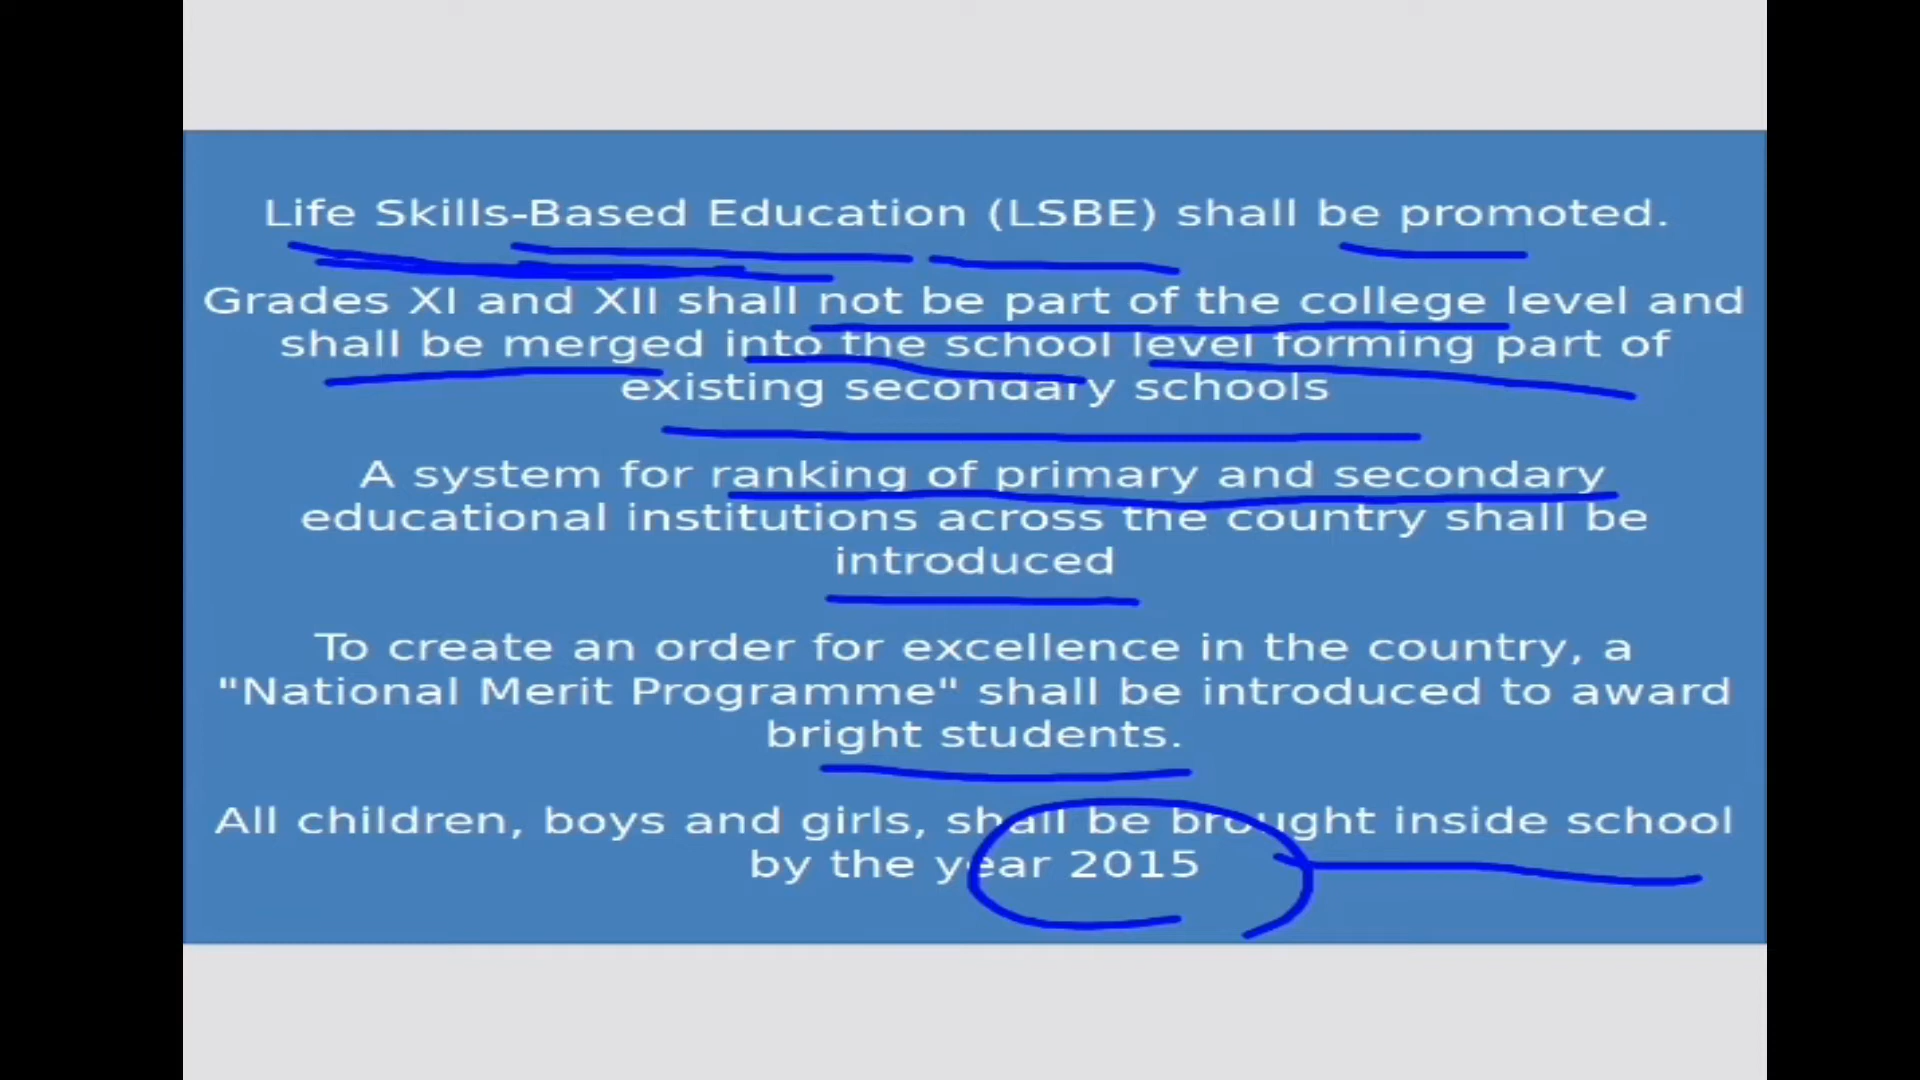 Life Skills-Based Education (LSBE) shall be promoted.
Grades XI and XII shall not be part of the college level and
shall be merged into the school level forming part of
existing secondary schools
A system for ranking of primary and secondary
educational institutions across the country shall be
introduced
To create an order for excellence in the country, a
"National Merit Programme" shall be introduced to award
bright students.
All children, boys and girls, shall be brought inside school
by the year 2015